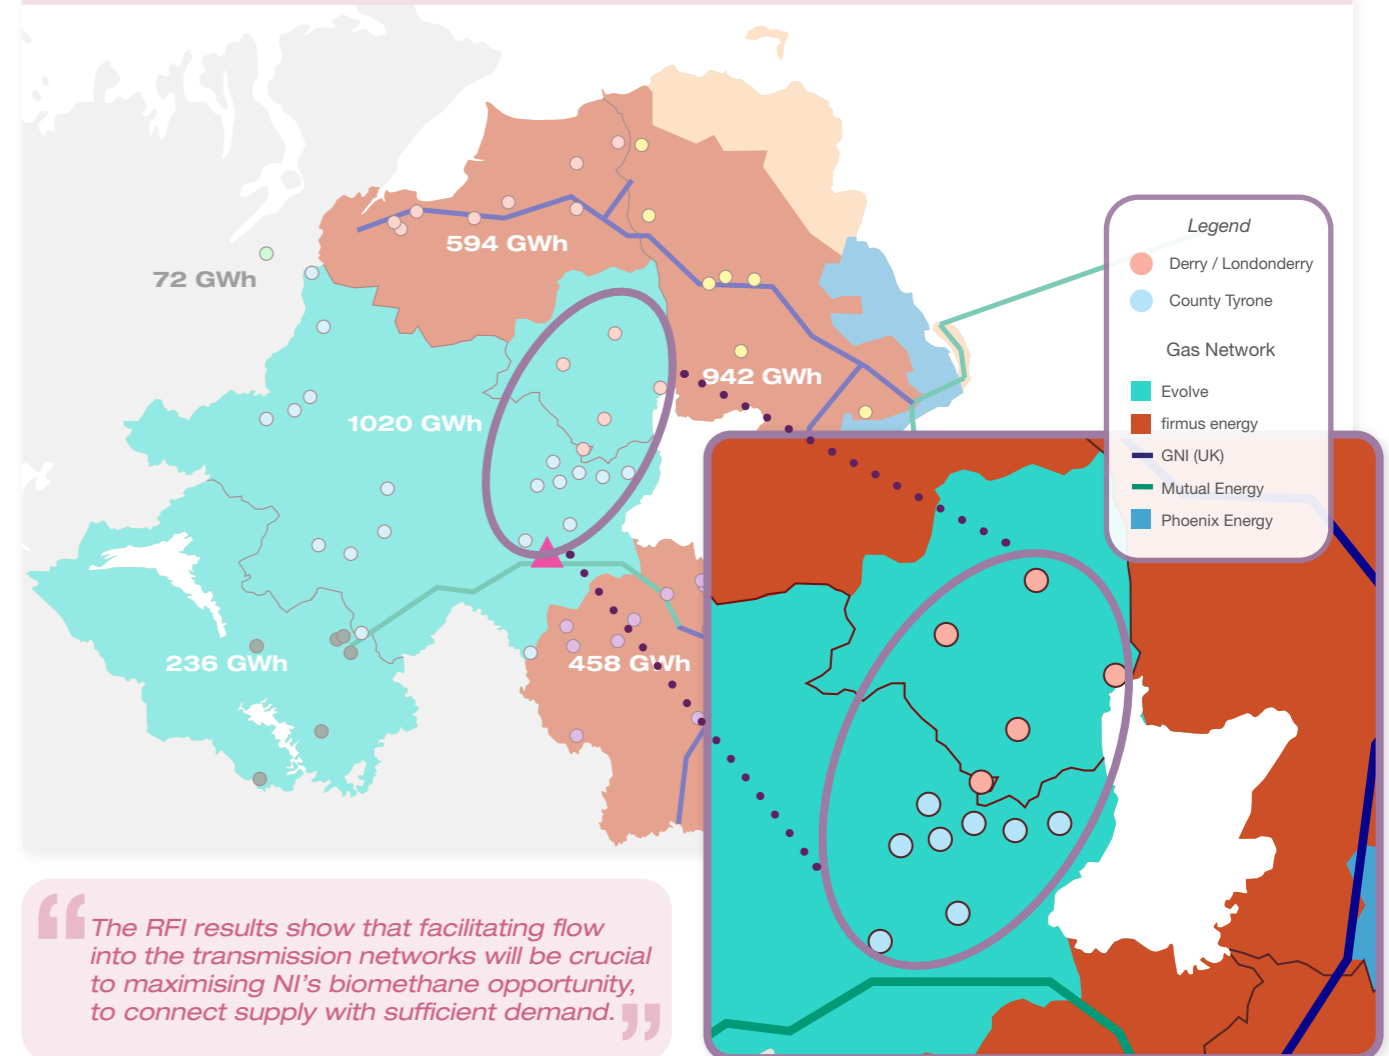 594 GWh
72 GWh
942 GWh
1020 GWh
236 GWh
458 GWh
Legend
Derry / Londonderry
County Tyrone
Gas Network
Evolve
firmus energy
GNI (UK)
Mutual Energy
Phoenix Energy
“The RFI results show that facilitating flow
into the transmission networks will be crucial
to maximising NI’s biomethane opportunity,
to connect supply with sufficient demand.”